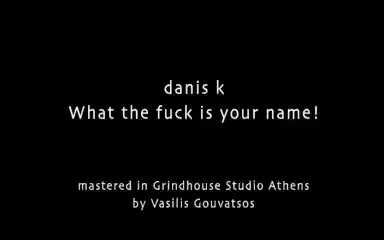 danis k
What the fuck is your name!
mastered in Grindhouse Studio Athens
by Vasilis Gouvatsos